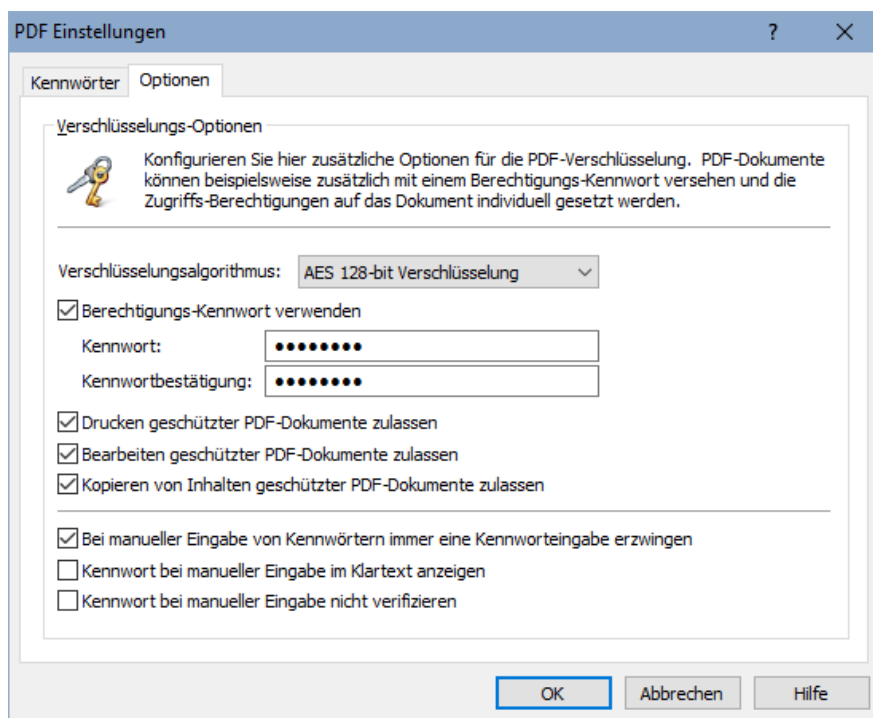 PDF Einstellungen
Kennwörter
Optionen
Verschlüsselungs-Optionen
Konfigurieren Sie hier zusätzliche Optionen für die PDF-Verschlüsselung. PDF-Dokumente
können beispielsweise zusätzlich mit einem Berechtigungs-Kennwort versehen und die
Zugriffs-Berechtigungen auf das Dokument individuell gesetzt werden.
Verschlüsselungsalgorithmus: AES 128-bit Verschlüsselung
Berechtigungs-Kennwort verwenden
Kennwort: ●●●●●●●●
Kennwortbestätigung: ●●●●●●●●
Drucken geschützter PDF-Dokumente zulassen
Bearbeiten geschützter PDF-Dokumente zulassen
Kopieren von Inhalten geschützter PDF-Dokumente zulassen
Bei manueller Eingabe von Kennwörtern immer eine Kennworteingabe erzwingen
Kennwort bei manueller Eingabe im Klartext anzeigen
Kennwort bei manueller Eingabe nicht verifizieren
OK Abbrechen Hilfe